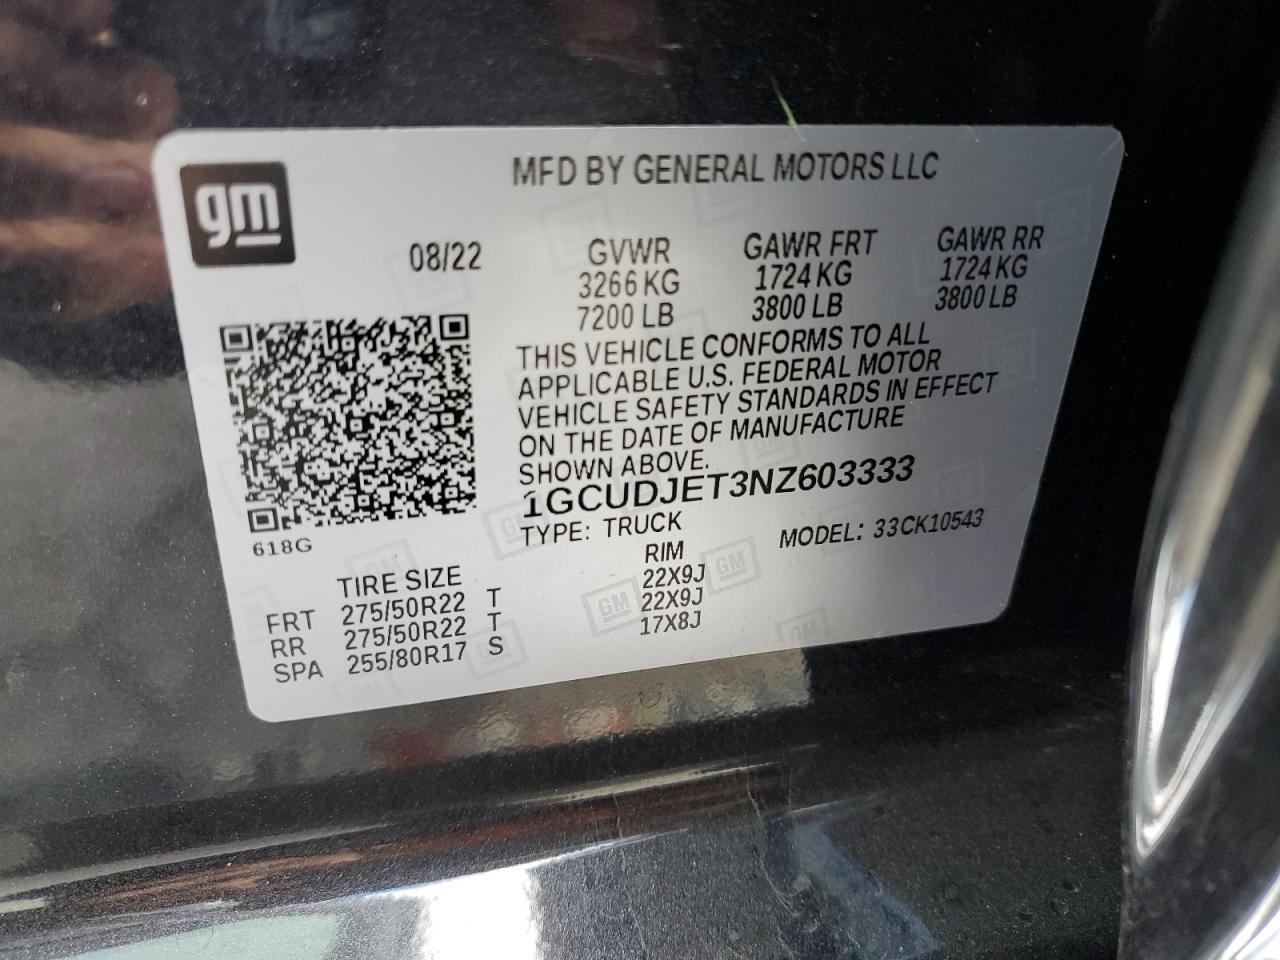 gm
MFD BY GENERAL MOTORS LLC
08/22
GVWR
3266 KG
7200 LB
GAWR FRT
1724 KG
3800 LB
GAWR RR
1724 KG
3800 LB
THIS VEHICLE CONFORMS TO ALL
APPLICABLE U.S. FEDERAL MOTOR
VEHICLE SAFETY STANDARDS IN EFFECT
ON THE DATE OF MANUFACTURE
SHOWN ABOVE.
1GCUDJET3NZ603333
TYPE: TRUCK
MODEL: 33CK10543
618G
TIRE SIZE RIM
FRT 275/50R22 T 22X9J
RR 275/50R22 T 22X9J
SPA 255/80R17 S 17X8J
GM
GM